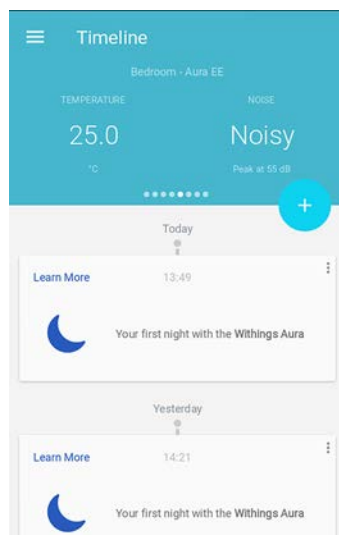 Timeline
Bedroom - Aura EE
TEMPERATURE NOISE
25.0 Noisy
°C Peak at 55 dB
+
Today
Learn More 13:49
Your first night with the Withings Aura
Yesterday
Learn More 14:21
Your first night with the Withings Aura